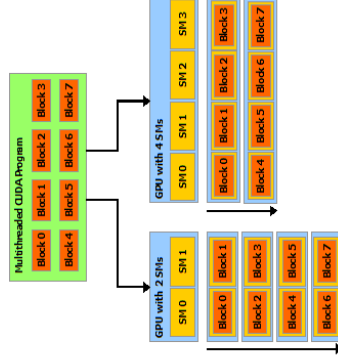 Multithreaded CUDA Program
Block 0 Block 1 Block 2 Block 3
Block 4 Block 5 Block 6 Block 7
GPU with 2 SMs
SM 0 SM 1
Block 0 Block 1
Block 2 Block 3
Block 4 Block 5
Block 6 Block 7
GPU with 4 SMs
SM 0 SM 1 SM 2 SM 3
Block 0 Block 1 Block 2 Block 3
Block 4 Block 5 Block 6 Block 7